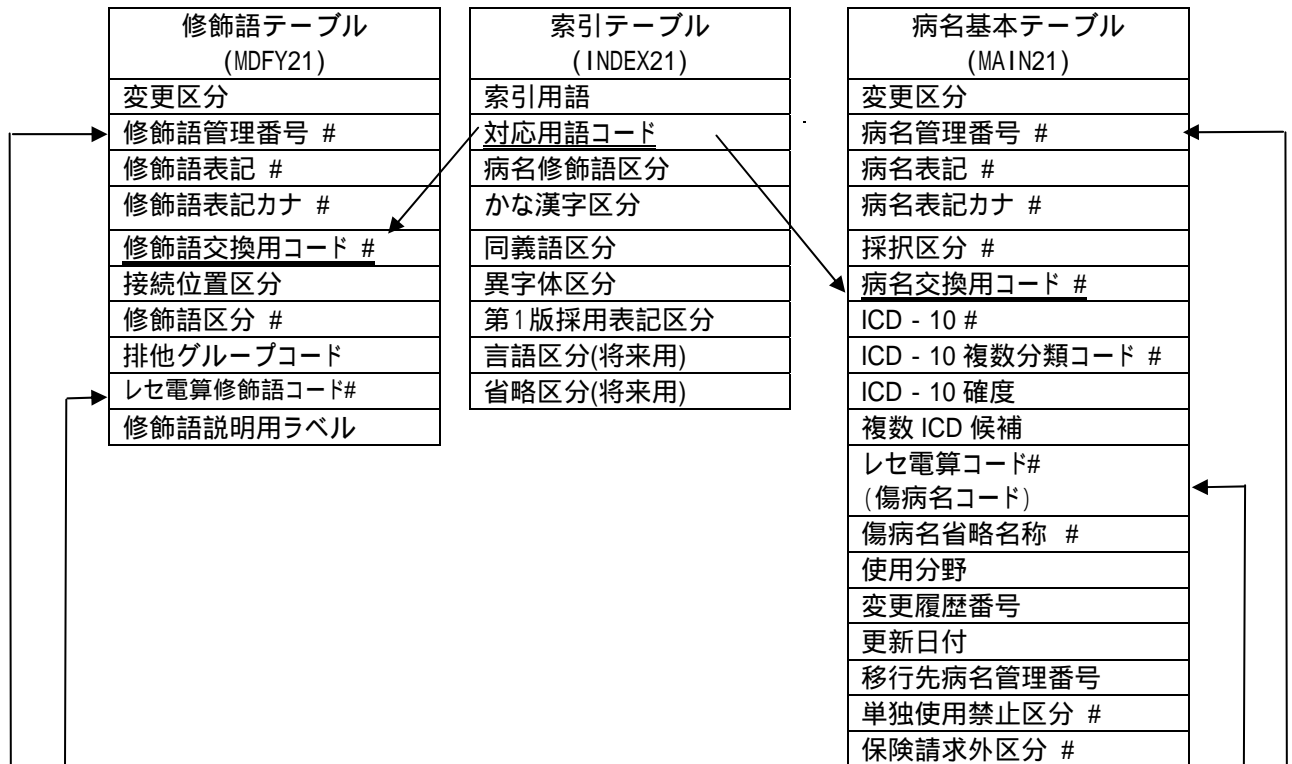 修飾語テーブル
(MDFY21)
変更区分
修飾語管理番号 #
修飾語表記 #
修飾語表記カナ #
修飾語交換用コード #
接続位置区分
修飾語区分 #
排他グループコード
レセ電算修飾語コード#
修飾語説明用ラベル
索引テーブル
(INDEX21)
索引用語
対応用語コード
病名修飾語区分
かな漢字区分
同義語区分
異字体区分
第1版採用表記区分
言語区分(将来用)
省略区分(将来用)
病名基本テーブル
(MAIN21)
変更区分
病名管理番号 #
病名表記 #
病名表記カナ #
採択区分 #
病名交換用コード #
ICD - 10 #
ICD - 10 複数分類コード #
ICD - 10 確度
複数 ICD 候補
レセ電算コード#
(傷病名コード)
傷病名省略名称 #
使用分野
変更履歴番号
更新日付
移行先病名管理番号
単独使用禁止区分 #
保険請求外区分 #